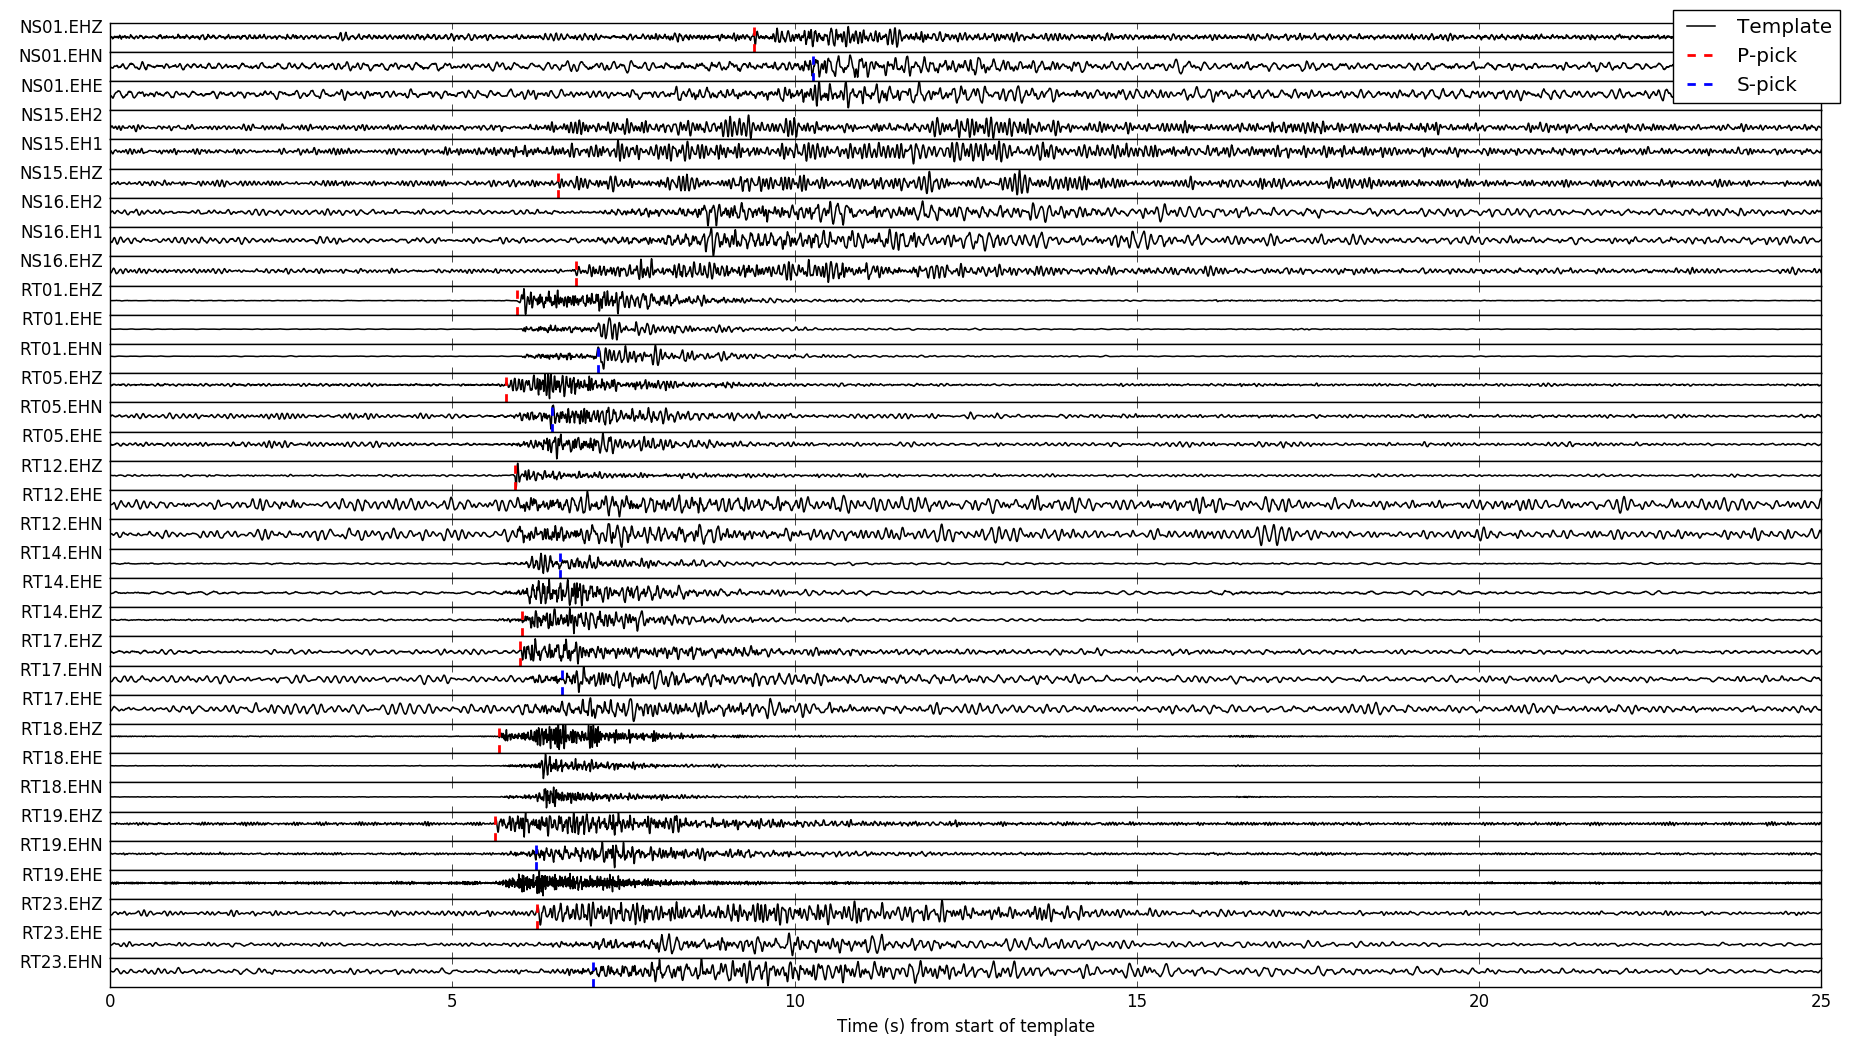 NS01.EHZ
NS01.EHN
NS01.EHE
NS15.EH2
NS15.EH1
NS15.EHZ
NS16.EH2
NS16.EH1
NS16.EHZ
RT01.EHZ
RT01.EHE
RT01.EHN
RT05.EHZ
RT05.EHN
RT05.EHE
RT12.EHZ
RT12.EHE
RT12.EHN
RT14.EHN
RT14.EHE
RT14.EHZ
RT17.EHZ
RT17.EHN
RT17.EHE
RT18.EHZ
RT18.EHE
RT18.EHN
RT19.EHZ
RT19.EHN
RT19.EHE
RT23.EHZ
RT23.EHE
RT23.EHN
Template
P-pick
S-pick
0 5 10 15 20 25
Time (s) from start of template